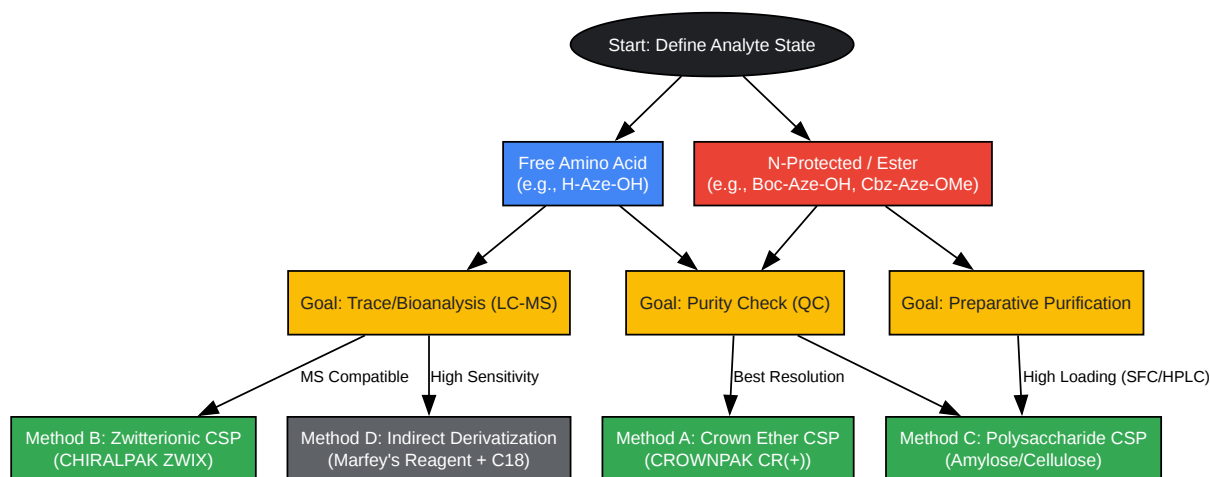 Start: Define Analyte State
Free Amino Acid
(e.g., H-Aze-OH)
N-Protected / Ester
(e.g., Boc-Aze-OH, Cbz-Aze-OMe)
Goal: Trace/Bioanalysis (LC-MS)
Goal: Purity Check (QC)
Goal: Preparative Purification
MS Compatible
High Sensitivity
Best Resolution
High Loading (SFC/HPLC)
Method B: Zwitterionic CSP
(CHIRALPAK ZWIX)
Method D: Indirect Derivatization
(Marfey's Reagent + C18)
Method A: Crown Ether CSP
(CROWNPAK CR(+))
Method C: Polysaccharide CSP
(Amylose/Cellulose)